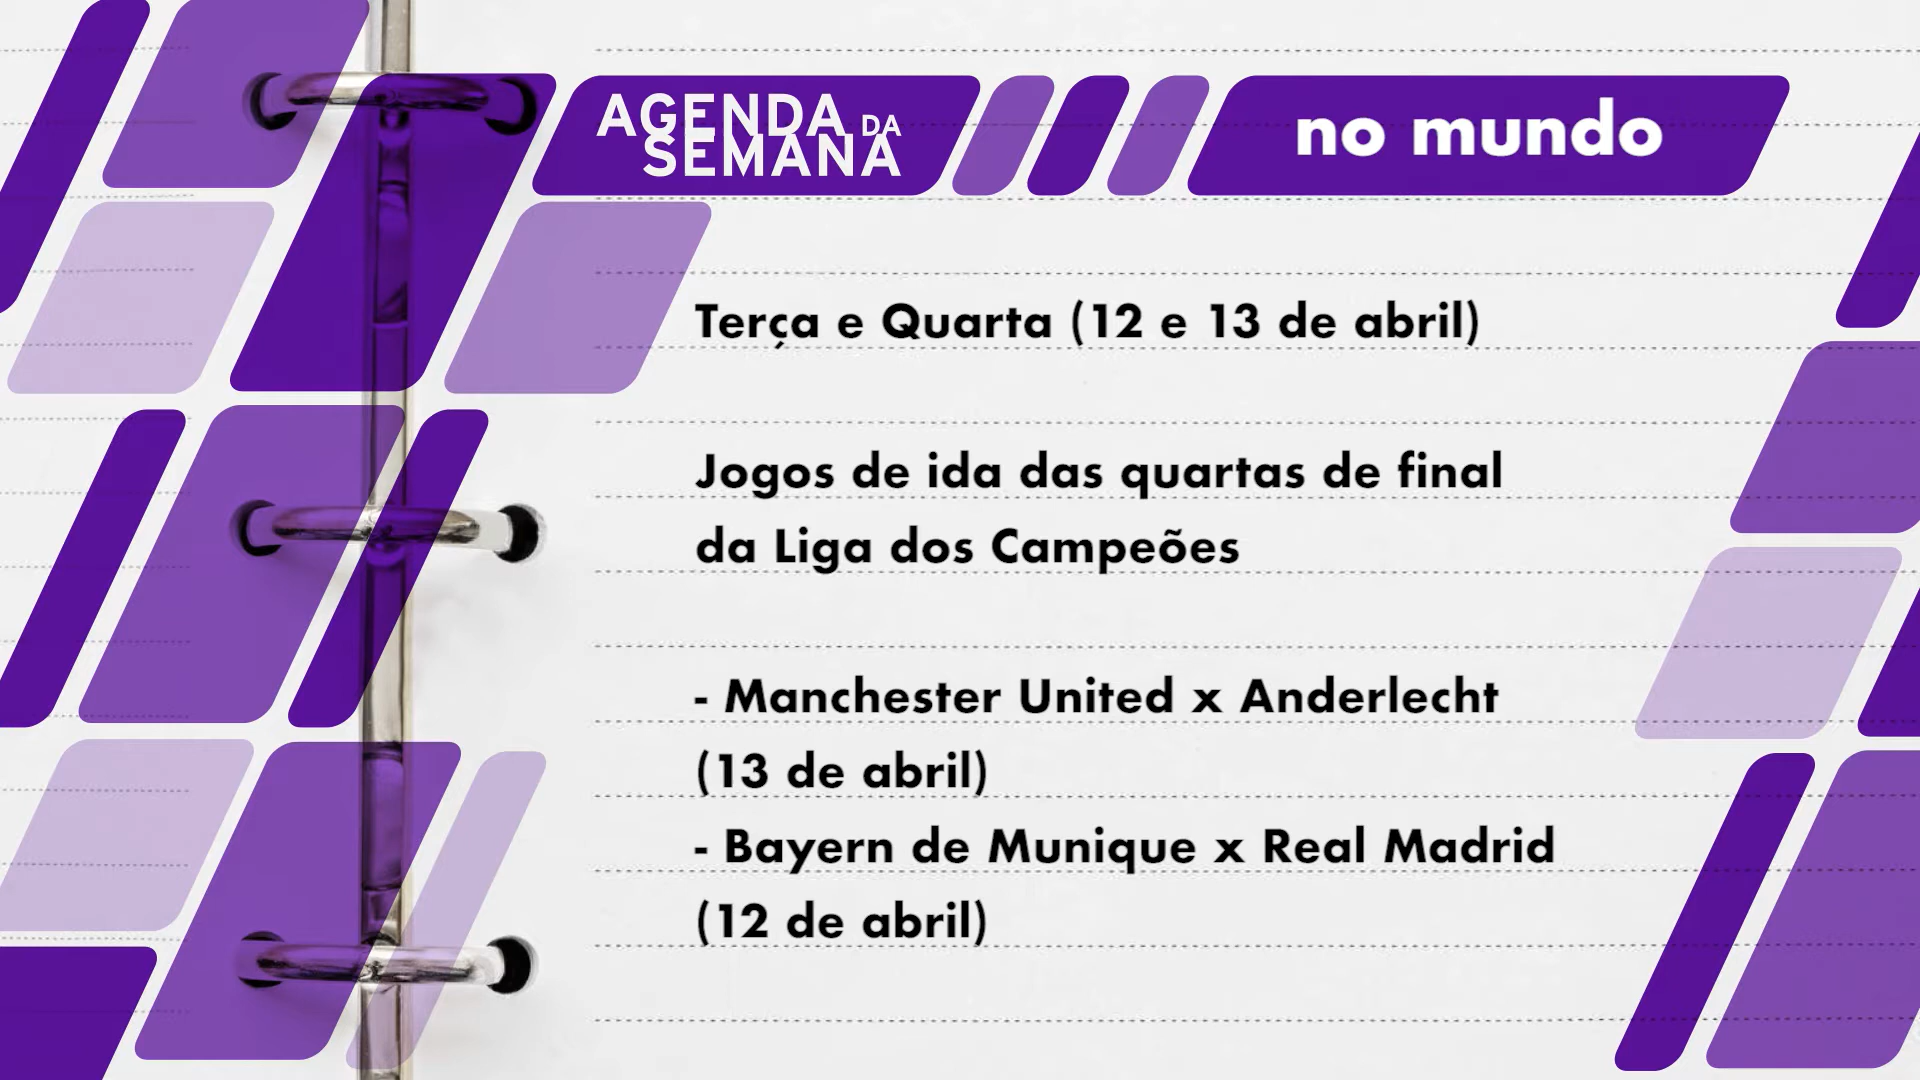 AGENDA DA
SEMANA
no mundo
Terça e Quarta (12 e 13 de abril)
Jogos de ida das quartas de final
da Liga dos Campeões
- Manchester United x Anderlecht
(13 de abril)
- Bayern de Munique x Real Madrid
(12 de abril)